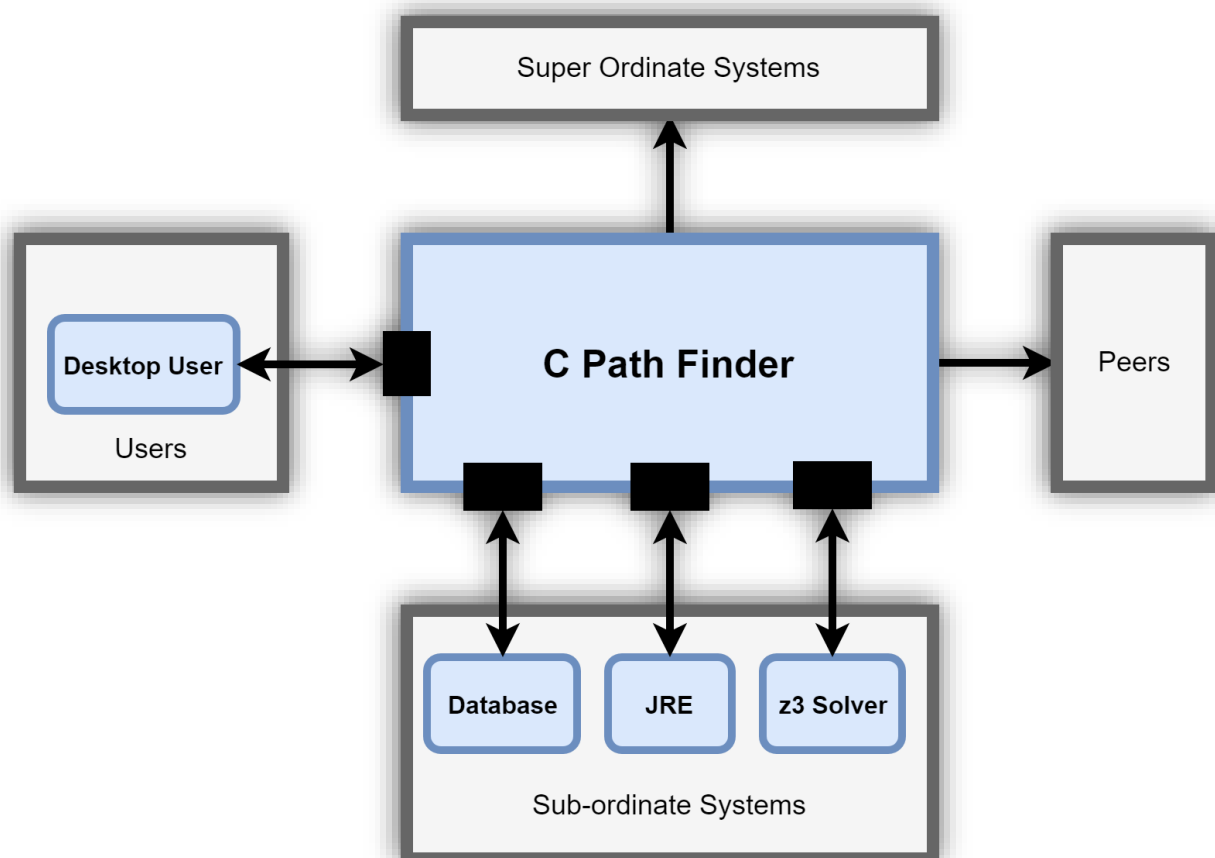 Super Ordinate Systems
Desktop User
Users
C Path Finder
Peers
Database
JRE
z3 Solver
Sub-ordinate Systems